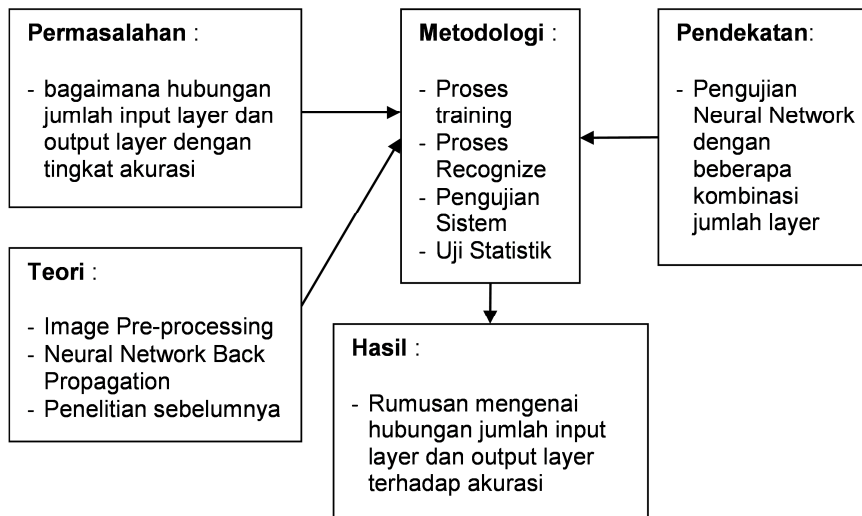 Permasalahan :
- bagaimana hubungan
jumlah input layer dan
output layer dengan
tingkat akurasi
Teori :
- Image Pre-processing
- Neural Network Back
Propagation
- Penelitian sebelumnya
Metodologi :
- Proses
training
- Proses
Recognize
- Pengujian
Sistem
- Uji Statistik
Pendekatan:
- Pengujian
Neural Network
dengan
beberapa
kombinasi
jumlah layer
Hasil :
- Rumusan mengenai
hubungan jumlah input
layer dan output layer
terhadap akurasi